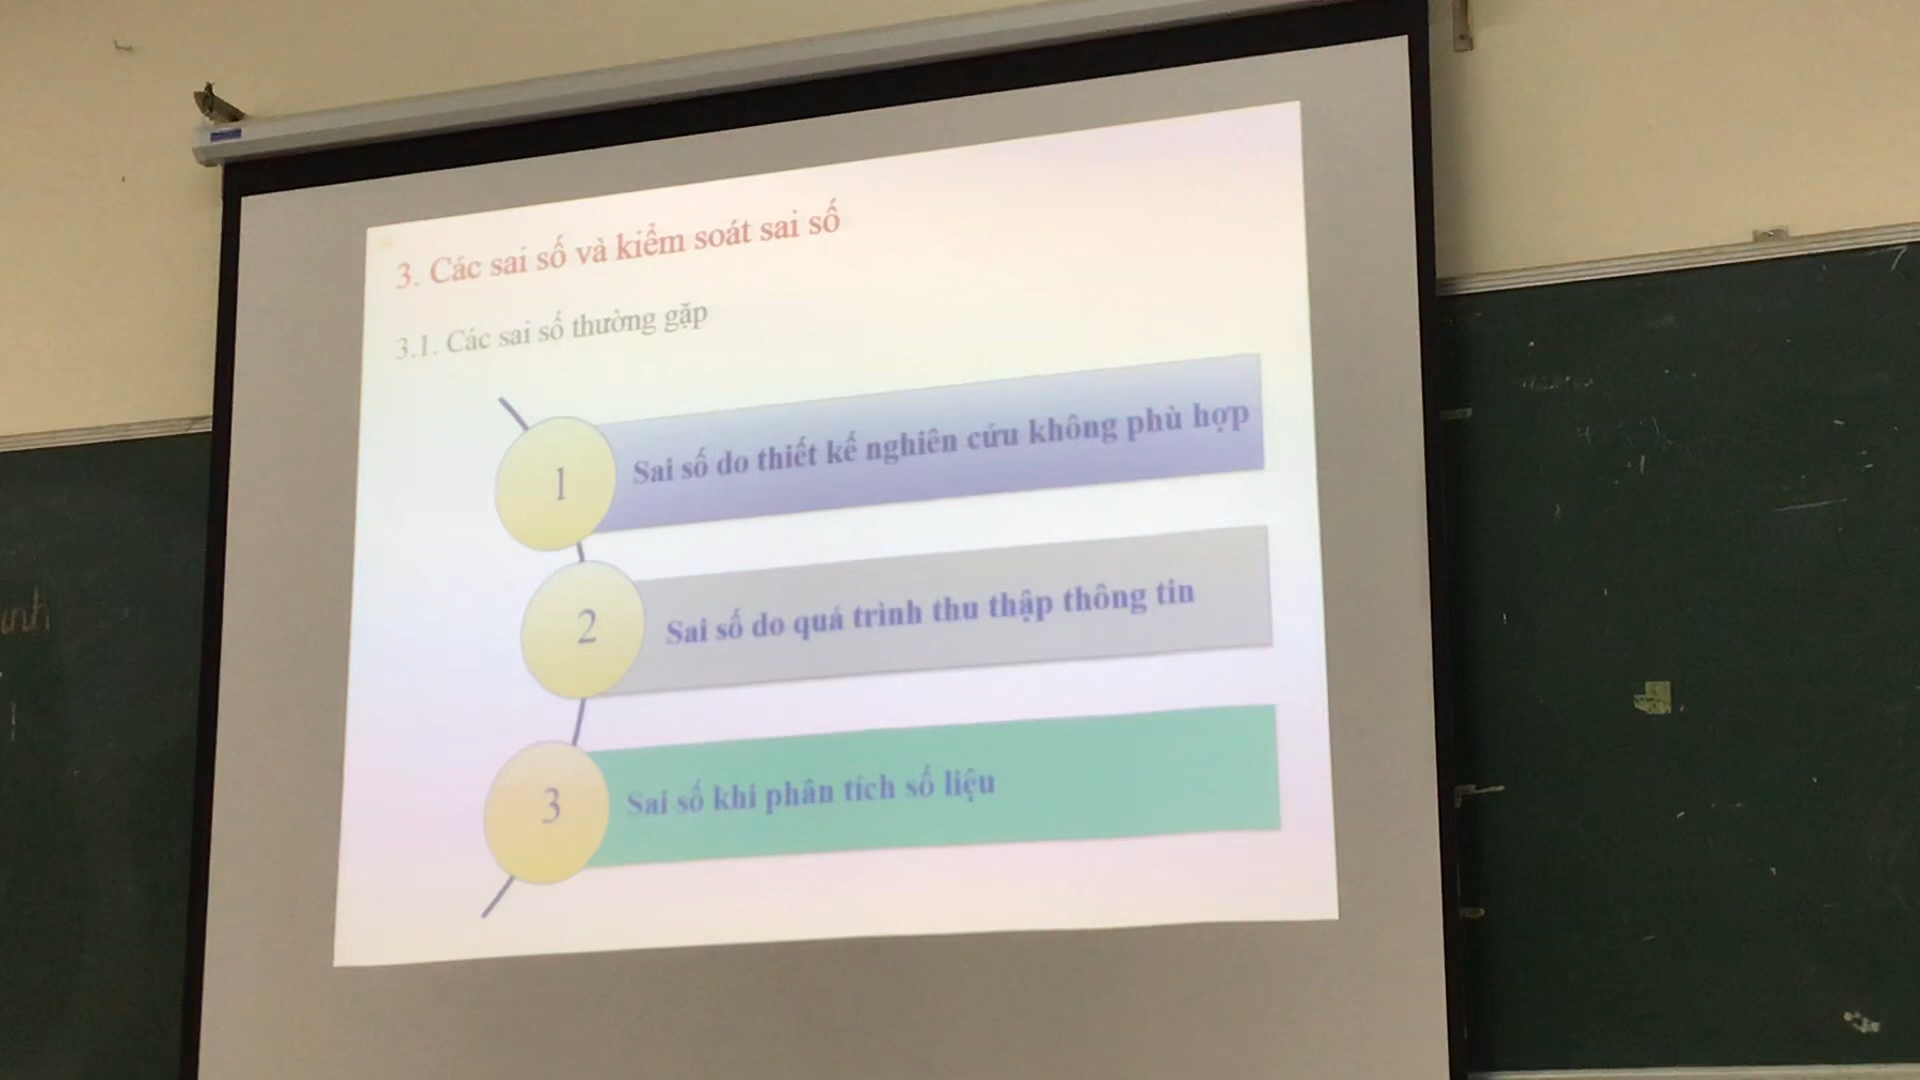 3. Các sai số và kiểm soát sai số
3.1. Các sai số thường gặp
1
Sai số do thiết kế nghiên cứu không phù hợp
2
Sai số do quá trình thu thập thông tin
3
Sai số khi phân tích số liệu